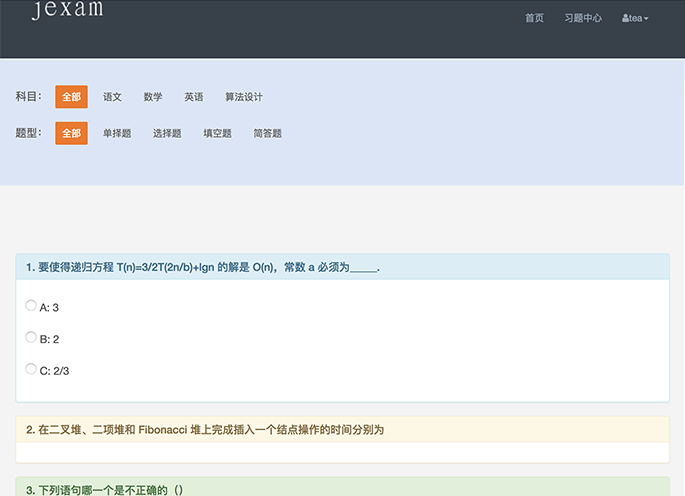 jexam
首页 习题中心 tea
科目： 全部 语文 数学 英语 算法设计
题型： 全部 单择题 选择题 填空题 简答题
1. 要使得递归方程 T(n)=3/2T(2n/b)+lgn 的解是 O(n)，常数 a 必须为_____.
A: 3
B: 2
C: 2/3
2. 在二叉堆、二项堆和 Fibonacci 堆上完成插入一个结点操作的时间分别为
3. 下列语句哪一个是不正确的（）